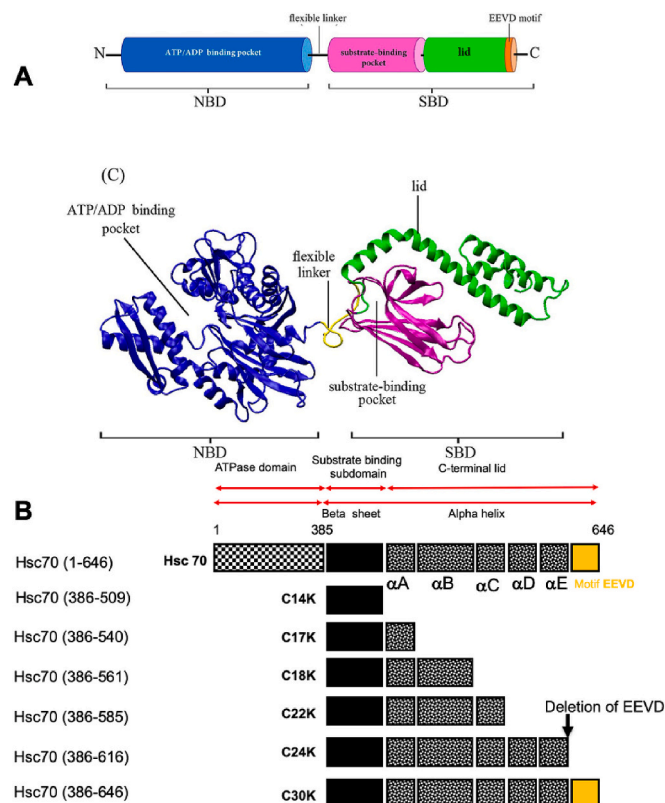 flexible linker
EEVD motif
N
ATP/ADP binding pocket
substrate-binding
pocket
lid
C
A
NBD
SBD
(C)
ATP/ADP binding
pocket
lid
flexible
linker
substrate-binding
pocket
NBD
SBD
ATPase domain
Substrate binding
subdomain
C-terminal lid
B
Beta sheet
Alpha helix
1
385
646
Hsc70 (1-646)
Hsc 70
αA
αB
αC
αD
αE
Motif EEVD
Hsc70 (386-509)
C14K
Hsc70 (386-540)
C17K
Hsc70 (386-561)
C18K
Hsc70 (386-585)
C22K
Deletion of EEVD
Hsc70 (386-616)
C24K
Hsc70 (386-646)
C30K